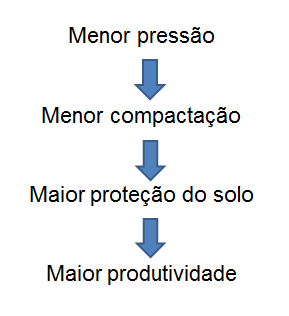 Menor pressão
Menor compactação
Maior proteção do solo
Maior produtividade